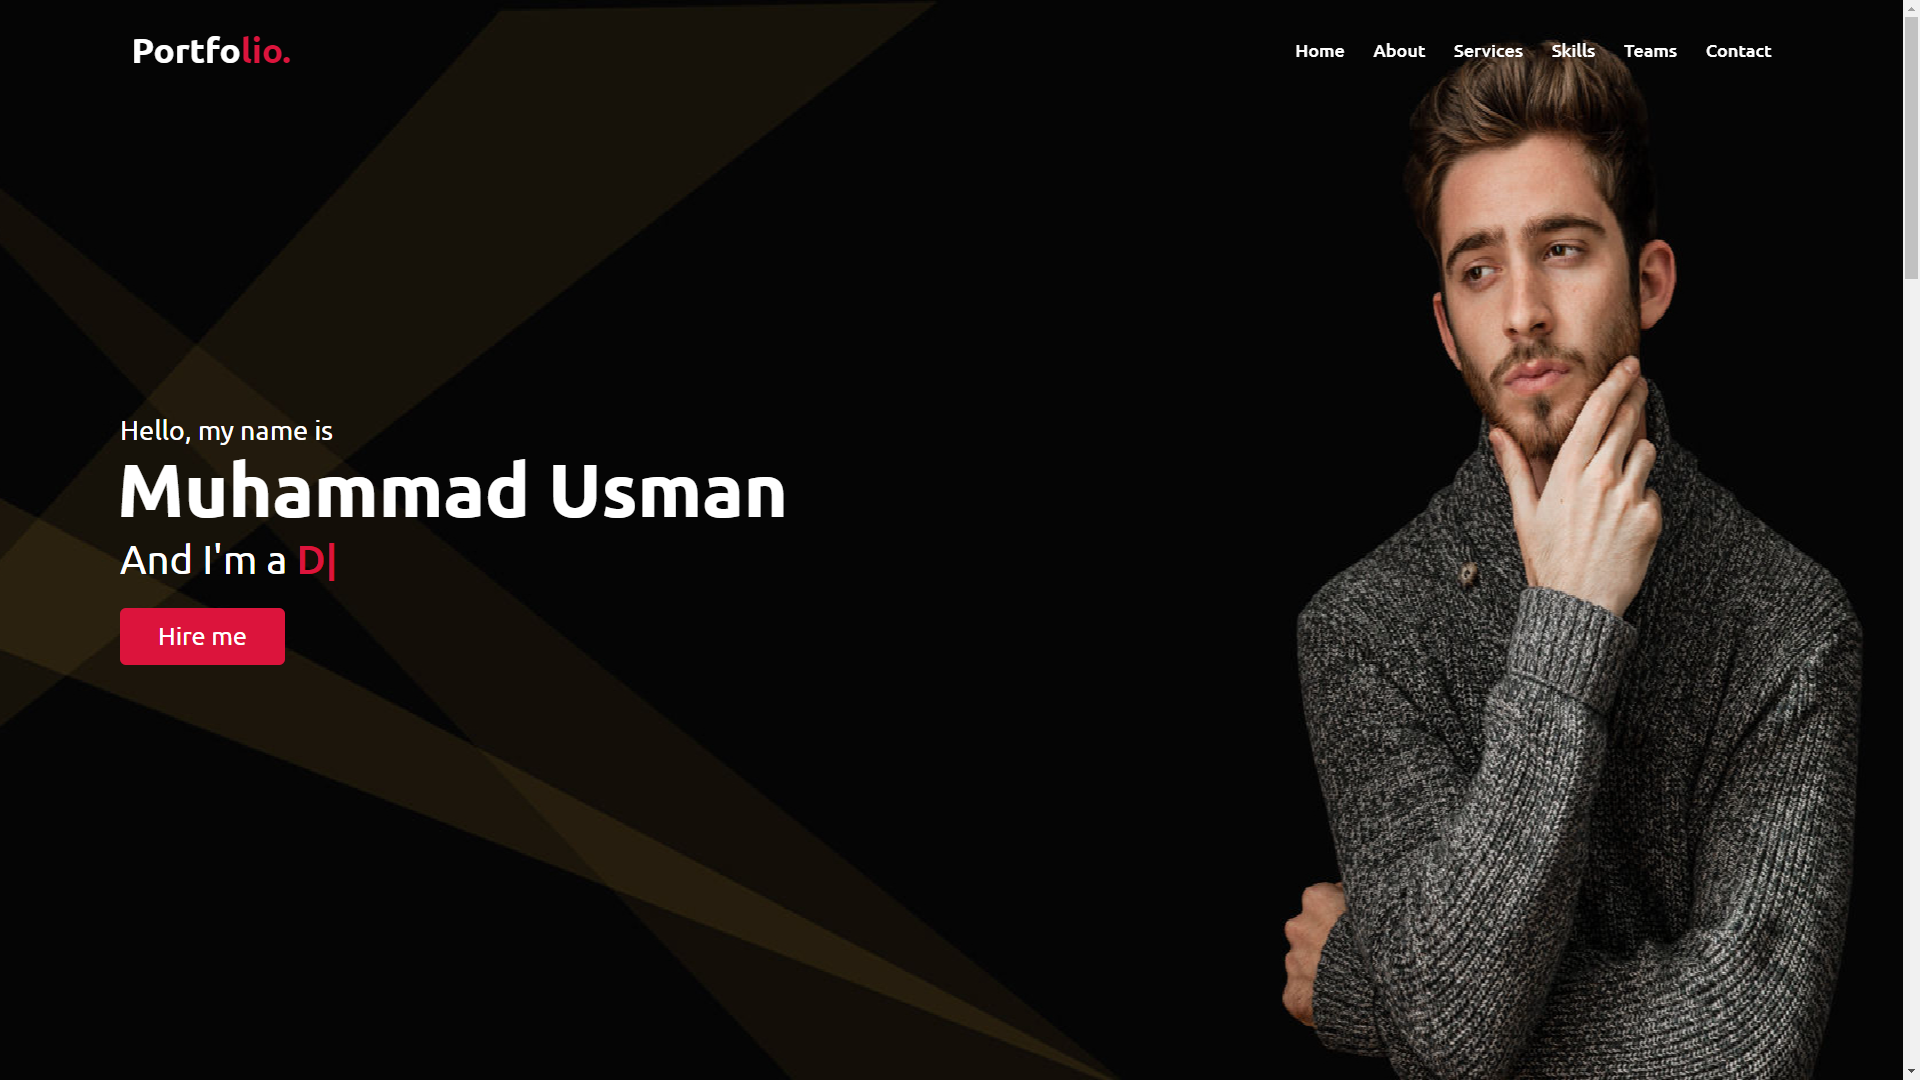 Portfolio.
Home About Services Skills Teams Contact
Hello, my name is
Muhammad Usman
And I'm a D|
Hire me